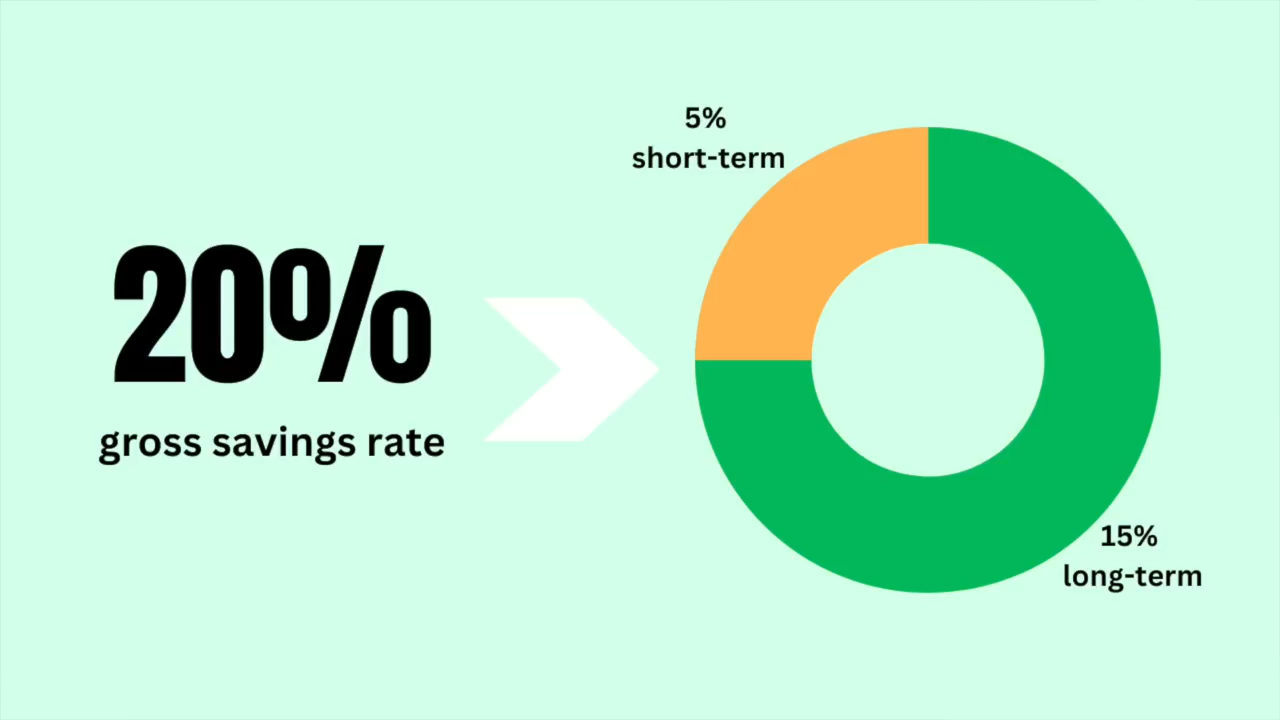 20%
gross savings rate
5%
short-term
15%
long-term